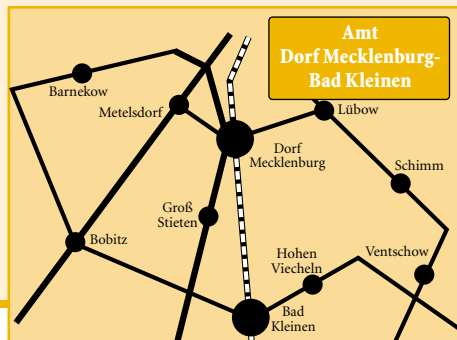 Amt
Dorf Mecklenburg-
Bad Kleinen
Barnekow
Metelsdorf
Lübow
Dorf
Mecklenburg
Schimm
Groß
Stieten
Bobitz
Hohen
Viecheln
Ventschow
Bad
Kleinen